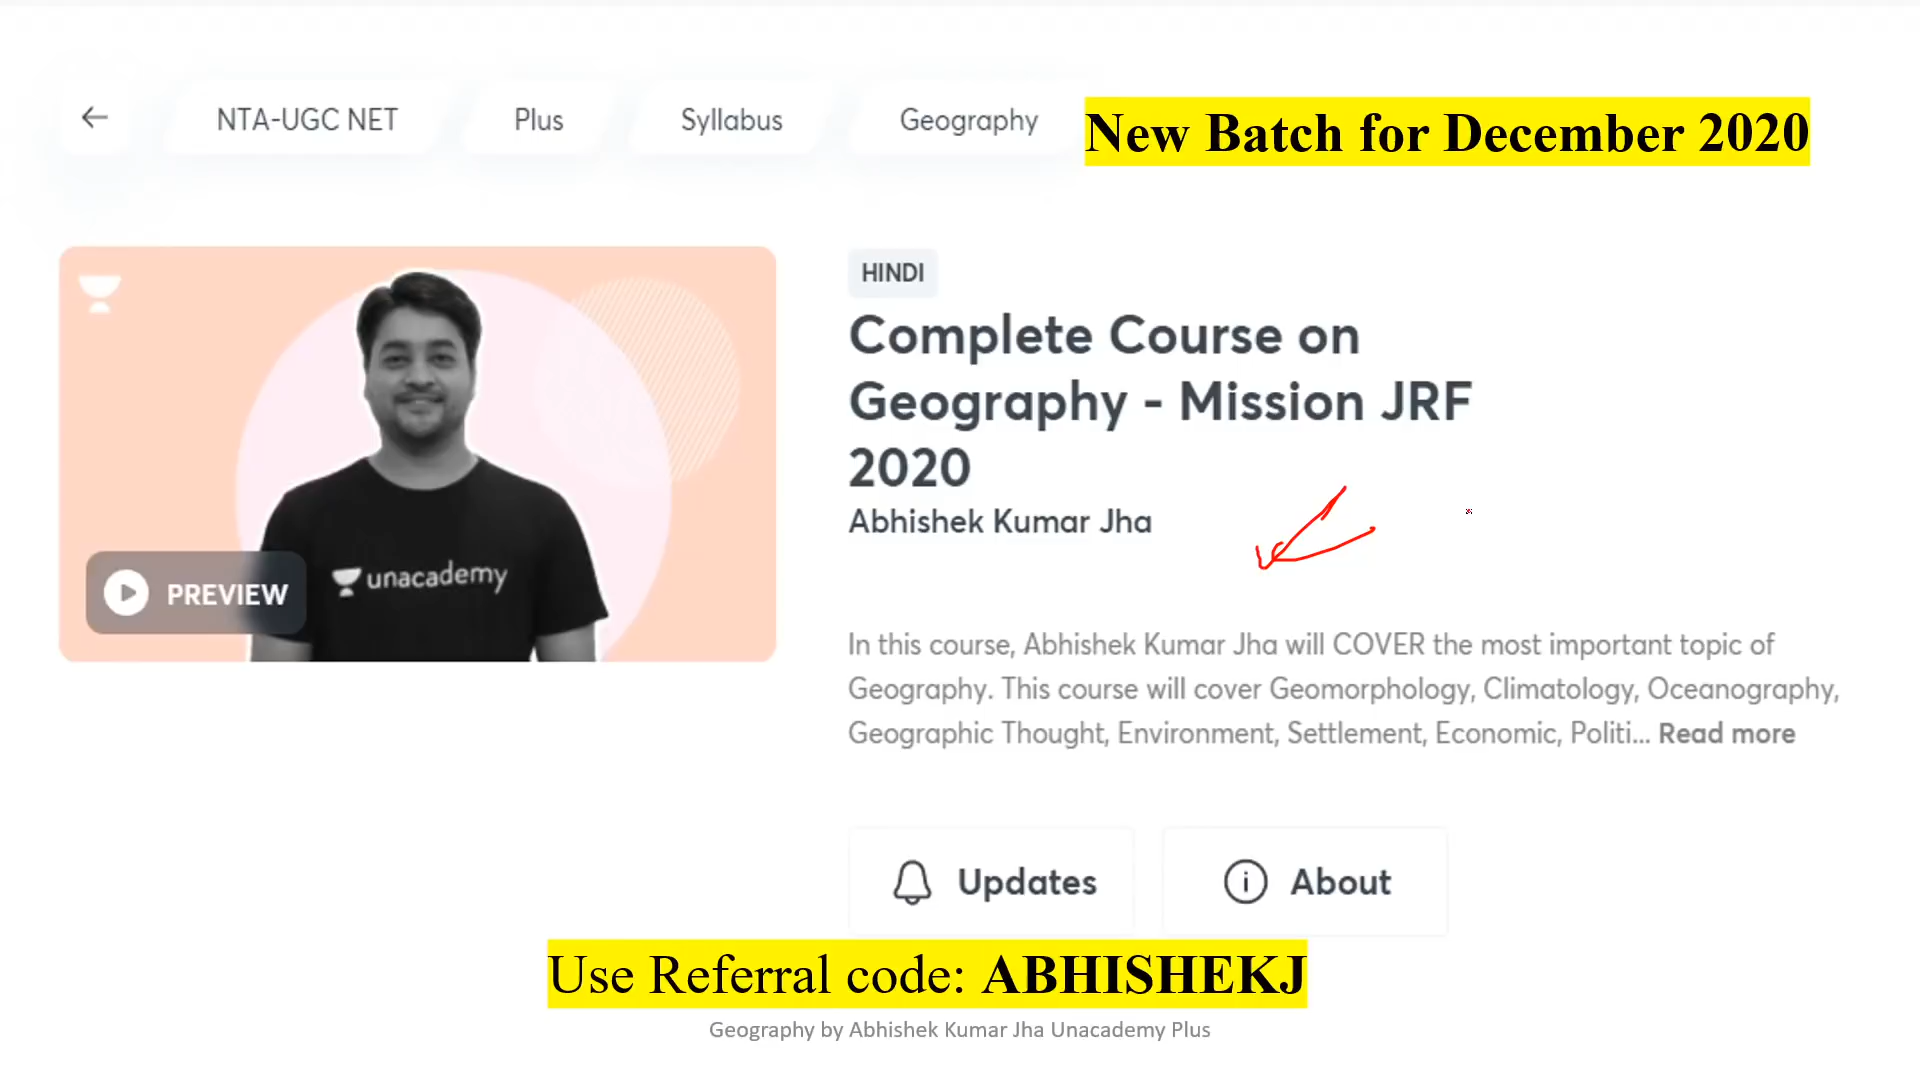 NTA-UGC NET Plus Syllabus Geography
New Batch for December 2020
HINDI
Complete Course on
Geography - Mission JRF
2020
Abhishek Kumar Jha
unacademy
PREVIEW
In this course, Abhishek Kumar Jha will COVER the most important topic of
Geography. This course will cover Geomorphology, Climatology, Oceanography,
Geographic Thought, Environment, Settlement, Economic, Politi... Read more
Updates
About
Use Referral code: ABHISHEKJ
Geography by Abhishek Kumar Jha Unacademy Plus